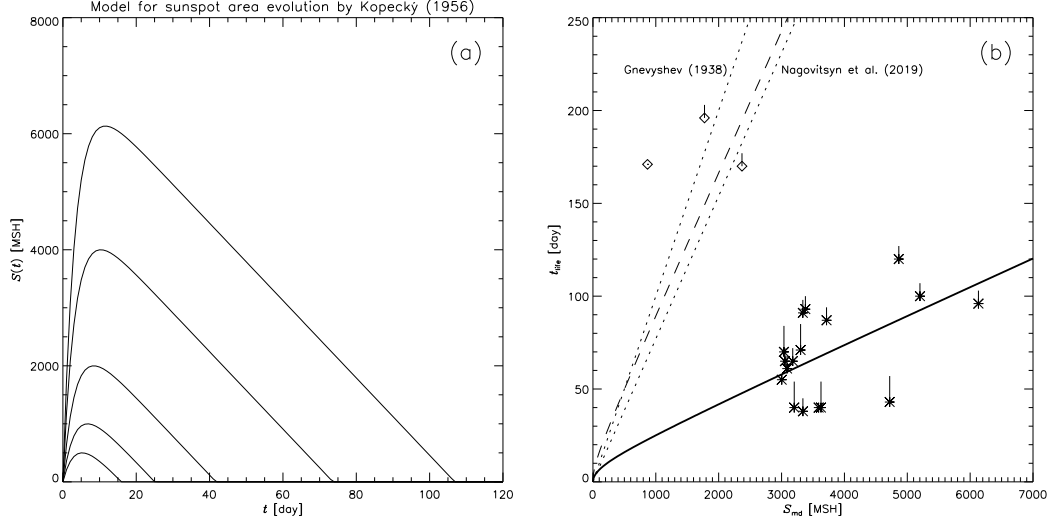 Model for sunspot area evolution by Kopecký (1956)
(a)
8000
6000
4000
2000
0
S(t) [MSH]
0 20 40 60 80 100 120
t [day]
(b)
Gnevyshev (1938)
Nagovitsyn et al. (2019)
250
200
150
100
50
0
t_life [day]
0 1000 2000 3000 4000 5000 6000 7000
S_md [MSH]